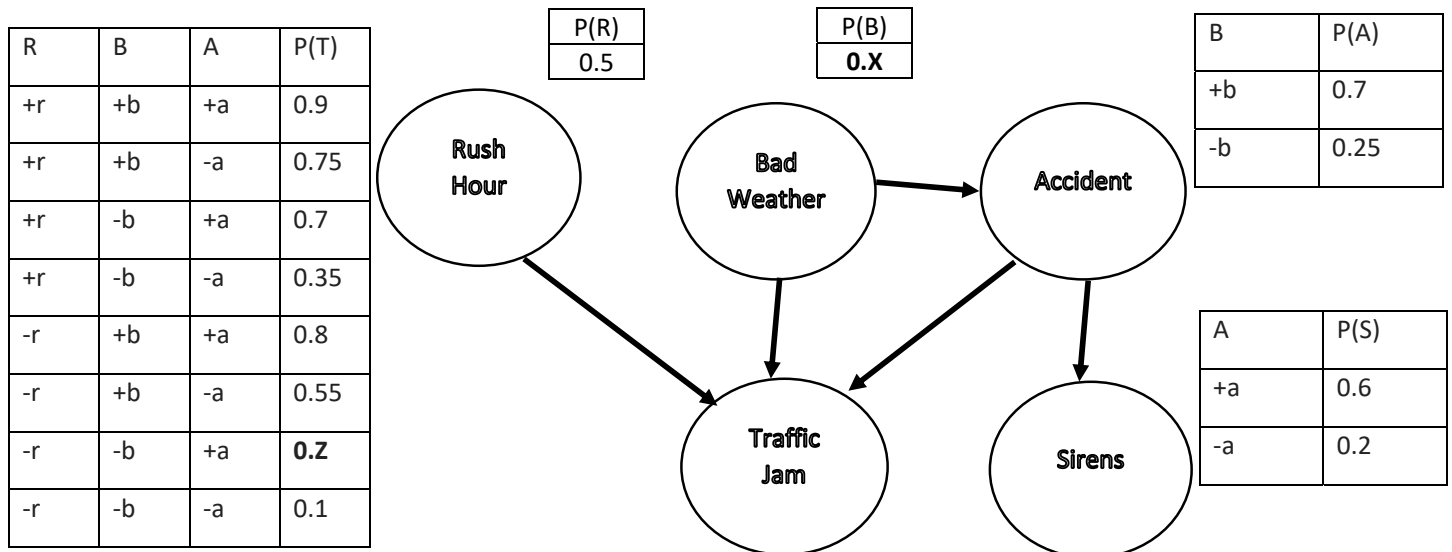 R B A P(T)
+r +b +a 0.9
+r +b -a 0.75
+r -b +a 0.7
+r -b -a 0.35
-r +b +a 0.8
-r +b -a 0.55
-r -b +a 0.Z
-r -b -a 0.1
P(R)
0.5
P(B)
0.X
B P(A)
+b 0.7
-b 0.25
Rush
Hour
Bad
Weather
Accident
A P(S)
+a 0.6
-a 0.2
Traffic
Jam
Sirens